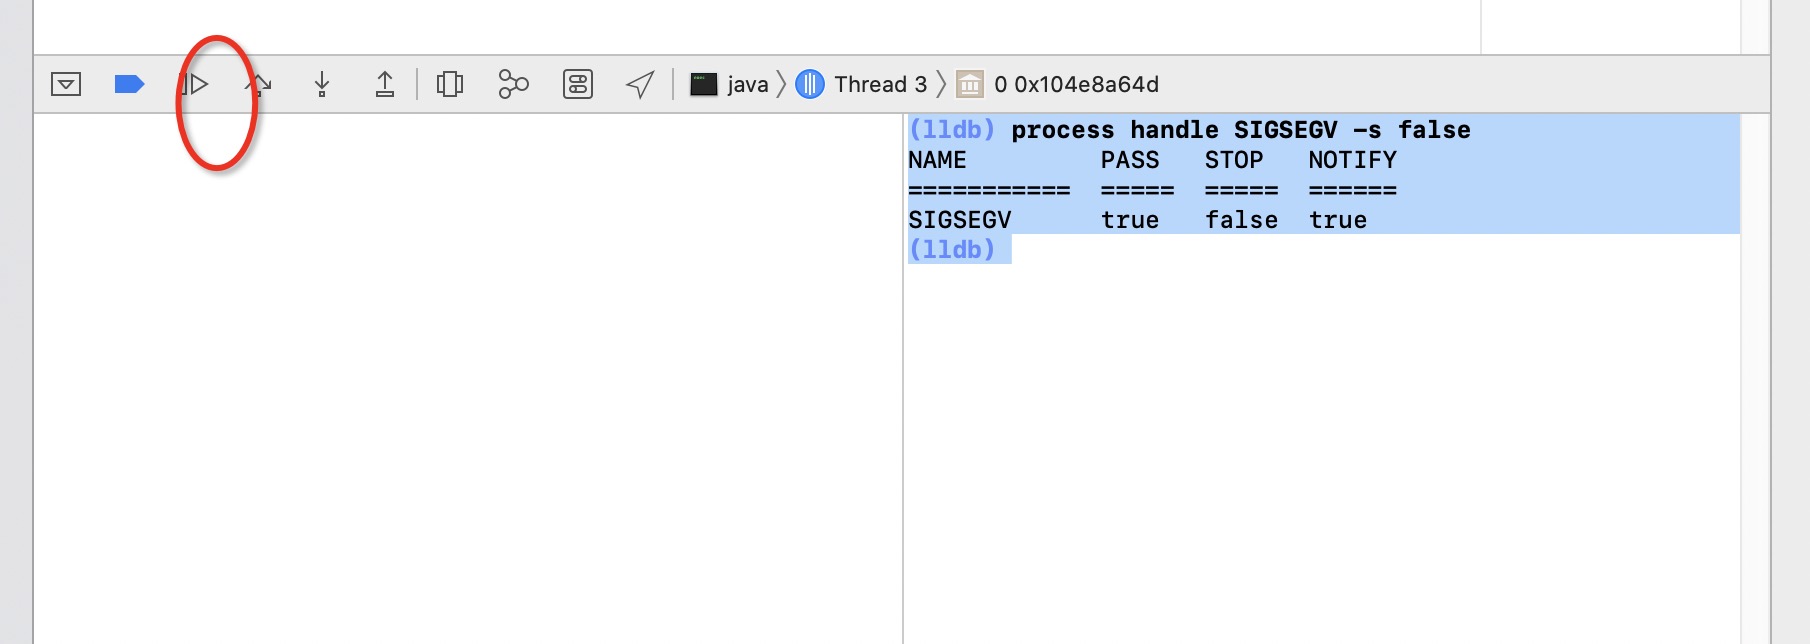 java Thread 3 0 0x104e8a64d
(lldb) process handle SIGSEGV -s false
NAME PASS STOP NOTIFY
=========== ===== ===== ======
SIGSEGV true false true
(lldb)